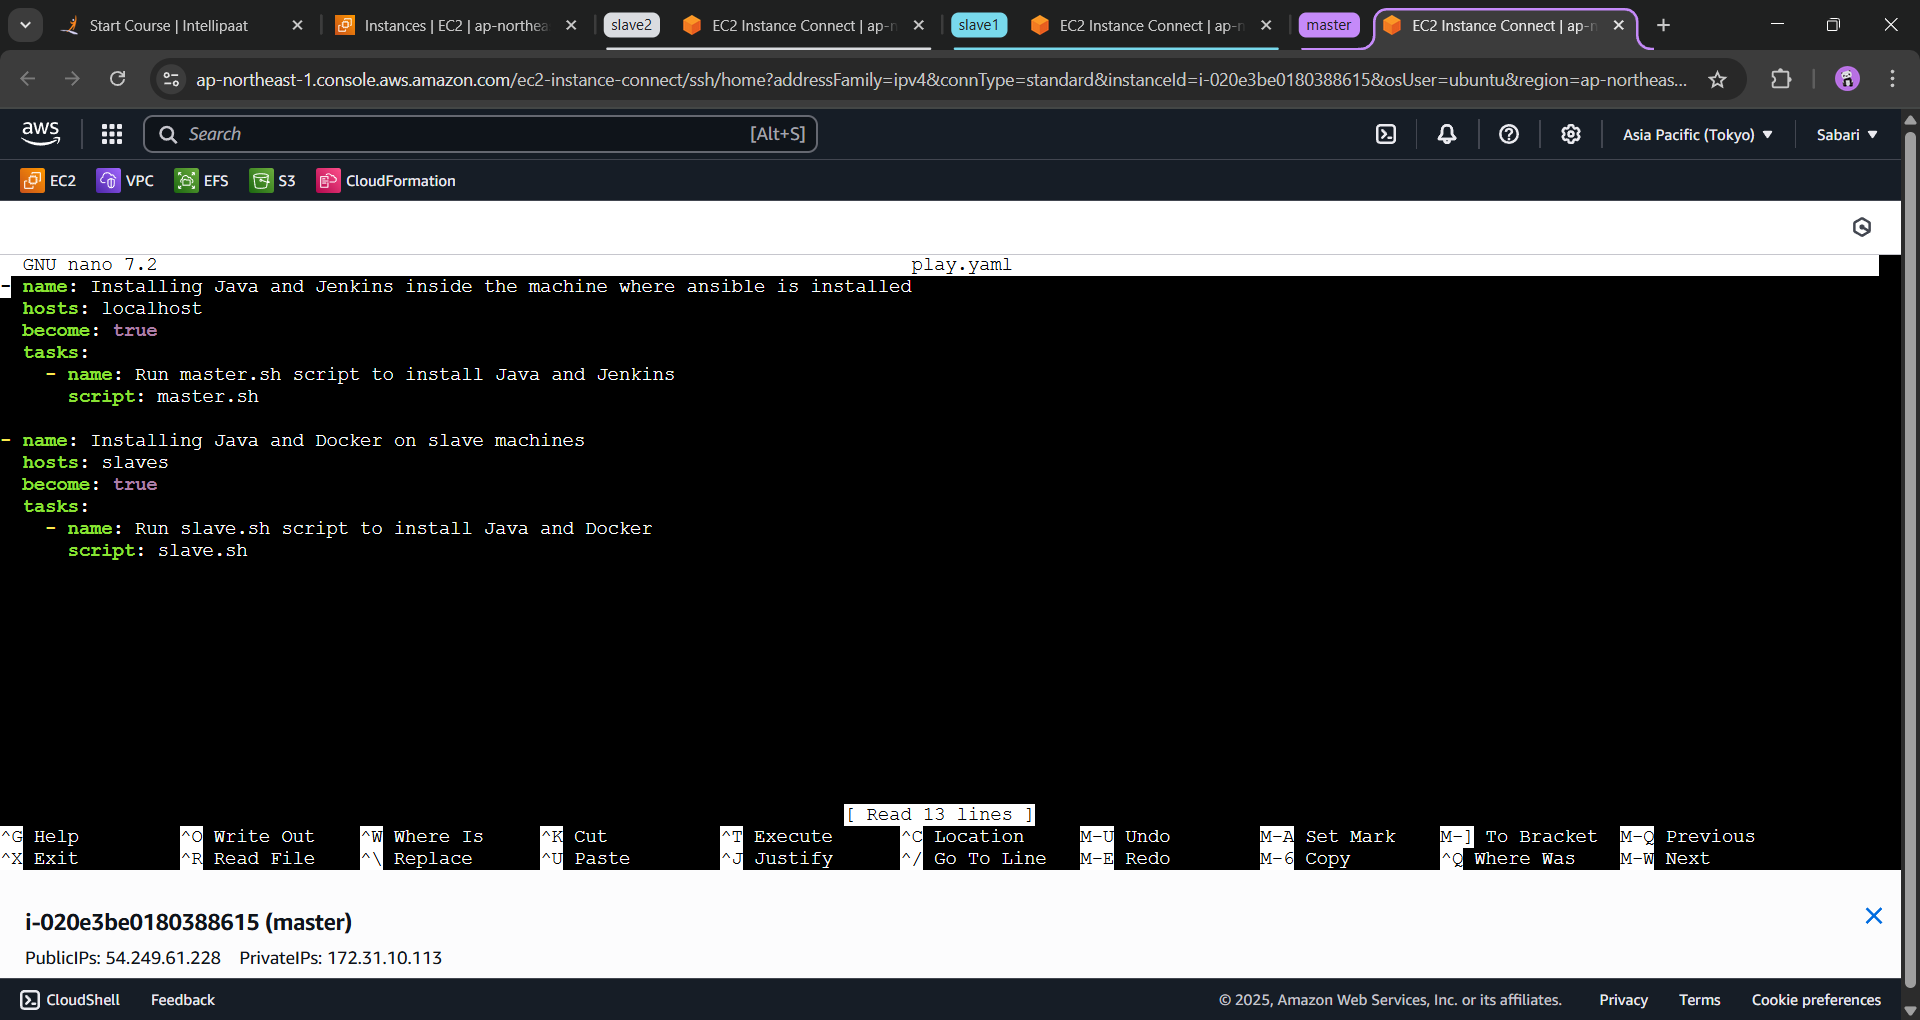 Start Course | Intellipaat
Instances | EC2 | ap-northea
slave2
EC2 Instance Connect | ap-n
slave1
EC2 Instance Connect | ap-n
master
EC2 Instance Connect | ap-n
ap-northeast-1.console.aws.amazon.com/ec2-instance-connect/ssh/home?addressFamily=ipv4&connType=standard&instanceId=i-020e3be0180388615&osUser=ubuntu&region=ap-northeas...
aws
Search [Alt+S]
Asia Pacific (Tokyo)
Sabari
EC2 VPC EFS S3 CloudFormation
GNU nano 7.2 play.yaml
- name: Installing Java and Jenkins inside the machine where ansible is installed
  hosts: localhost
  become: true
  tasks:
    - name: Run master.sh script to install Java and Jenkins
      script: master.sh

- name: Installing Java and Docker on slave machines
  hosts: slaves
  become: true
  tasks:
    - name: Run slave.sh script to install Java and Docker
      script: slave.sh
[ Read 13 lines ]
^G Help ^O Write Out ^W Where Is ^K Cut ^T Execute ^C Location M-U Undo M-A Set Mark M-] To Bracket M-Q Previous
^X Exit ^R Read File ^\ Replace ^U Paste ^J Justify ^/ Go To Line M-E Redo M-6 Copy ^Q Where Was M-W Next
i-020e3be0180388615 (master)
PublicIPs: 54.249.61.228 PrivateIPs: 172.31.10.113
CloudShell Feedback © 2025, Amazon Web Services, Inc. or its affiliates. Privacy Terms Cookie preferences